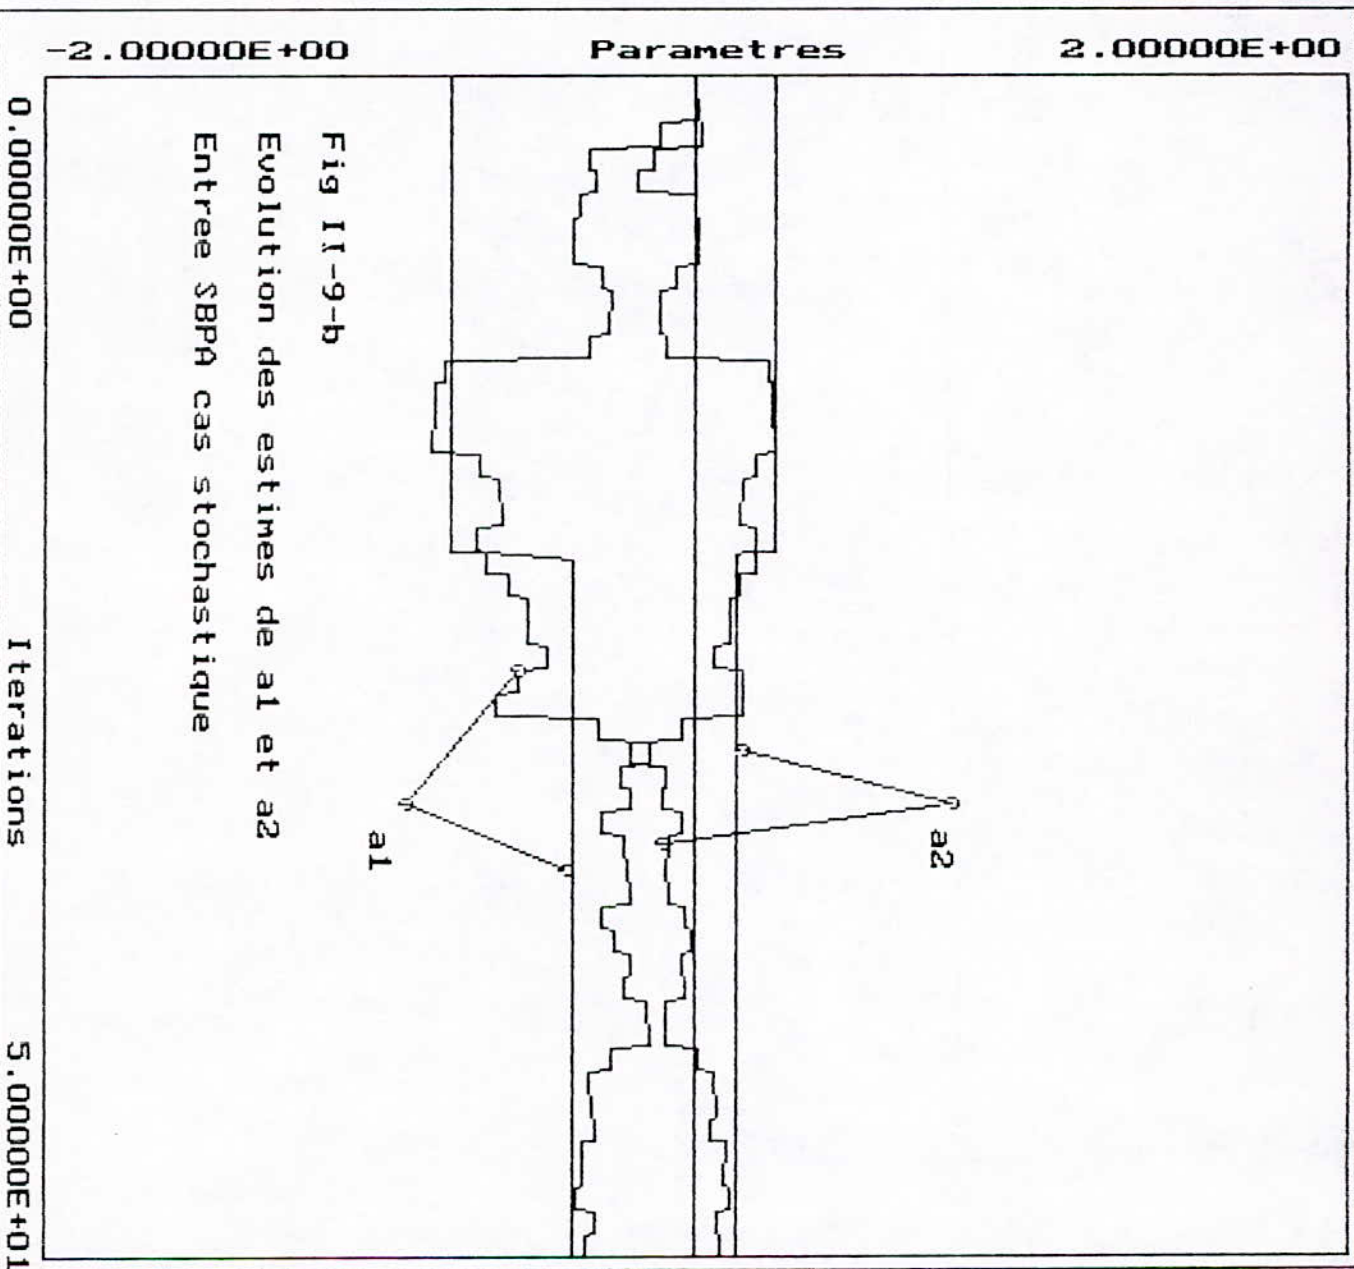 -2.00000E+00 Parametres 2.00000E+00
0.00000E+00 Iterations 5.00000E+01
Fig II-9-b
Evolution des estimes de a1 et a2
Entree SBPA cas stochastique
a1
a2